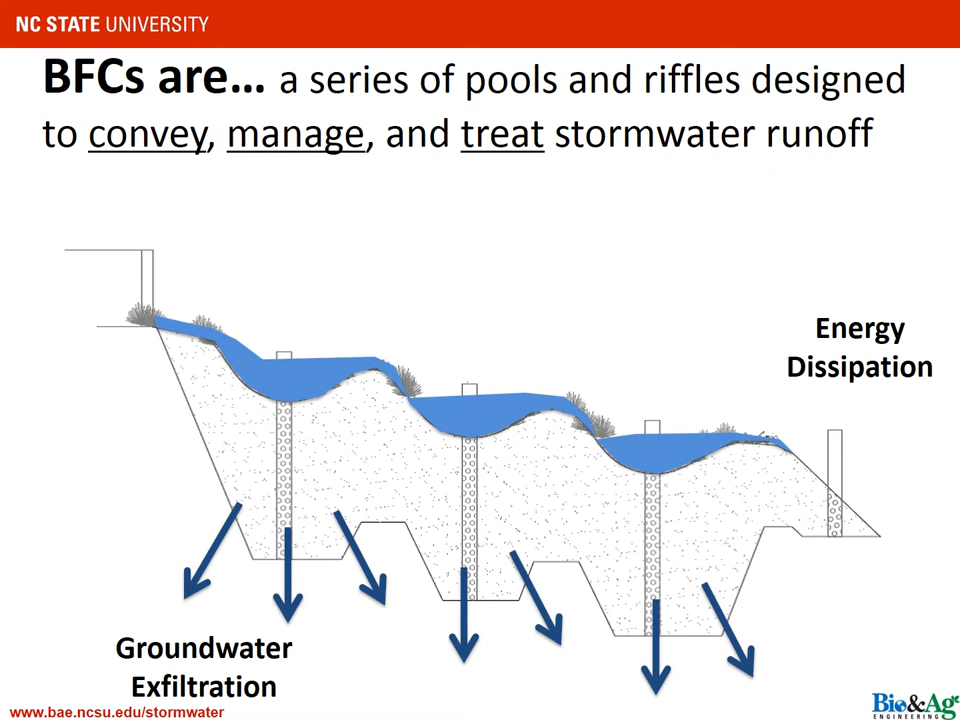 NC STATE UNIVERSITY
BFCs are… a series of pools and riffles designed
to convey, manage, and treat stormwater runoff
Energy
Dissipation
Groundwater
Exfiltration
www.bae.ncsu.edu/stormwater
Bio&Ag
ENGINEERING